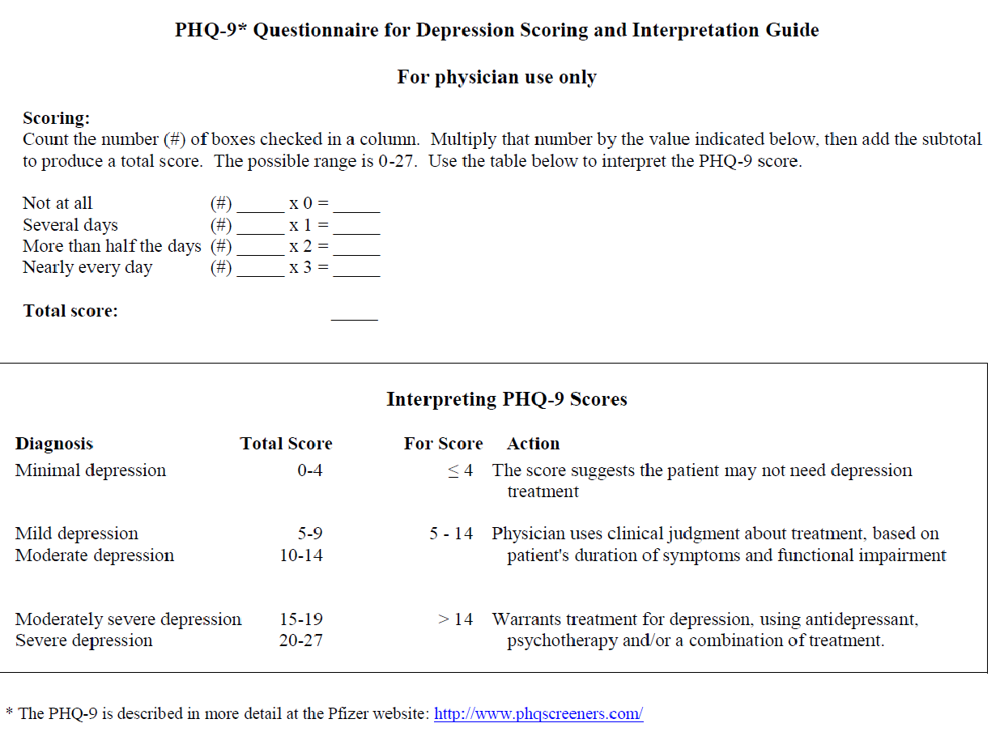 PHQ-9* Questionnaire for Depression Scoring and Interpretation Guide
For physician use only
Scoring:
Count the number (#) of boxes checked in a column. Multiply that number by the value indicated below, then add the subtotal
to produce a total score. The possible range is 0-27. Use the table below to interpret the PHQ-9 score.
Not at all (#) _____ x 0 = _____
Several days (#) _____ x 1 = _____
More than half the days (#) _____ x 2 = _____
Nearly every day (#) _____ x 3 = _____
Total score: _____
Interpreting PHQ-9 Scores
Diagnosis Total Score For Score Action
Minimal depression 0-4 ≤ 4 The score suggests the patient may not need depression
treatment
Mild depression 5-9 5 - 14 Physician uses clinical judgment about treatment, based on
Moderate depression 10-14 patient's duration of symptoms and functional impairment
Moderately severe depression 15-19 > 14 Warrants treatment for depression, using antidepressant,
Severe depression 20-27 psychotherapy and/or a combination of treatment.
* The PHQ-9 is described in more detail at the Pfizer website: http://www.phqscreeners.com/